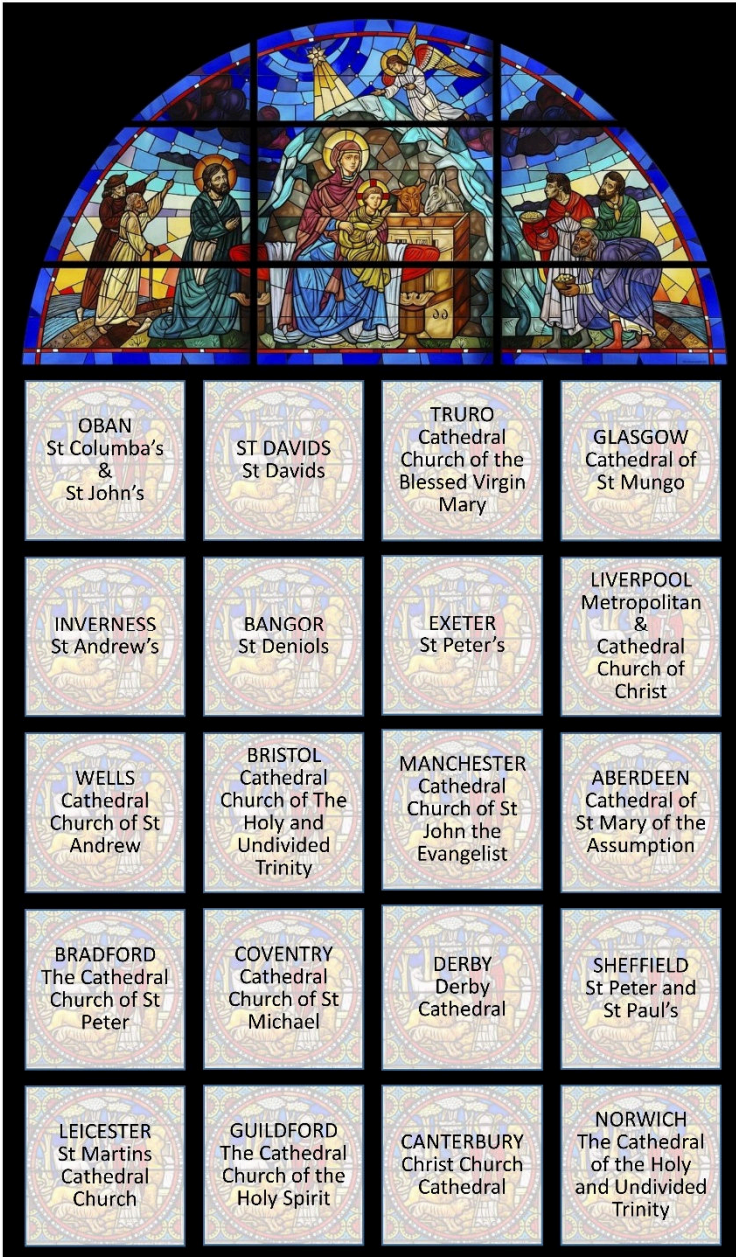 OBAN
St Columba’s
&
St John’s
ST DAVIDS
St Davids
TRURO
Cathedral
Church of the
Blessed Virgin
Mary
GLASGOW
Cathedral of
St Mungo
INVERNESS
St Andrew’s
BANGOR
St Deniols
EXETER
St Peter’s
LIVERPOOL
Metropolitan
&
Cathedral
Church of
Christ
WELLS
Cathedral
Church of St
Andrew
BRISTOL
Cathedral
Church of The
Holy and
Undivided
Trinity
MANCHESTER
Cathedral
Church of St
John the
Evangelist
ABERDEEN
Cathedral of
St Mary of the
Assumption
BRADFORD
The Cathedral
Church of St
Peter
COVENTRY
Cathedral
Church of St
Michael
DERBY
Derby
Cathedral
SHEFFIELD
St Peter and
St Paul’s
LEICESTER
St Martins
Cathedral
Church
GUILDFORD
The Cathedral
Church of the
Holy Spirit
CANTERBURY
Christ Church
Cathedral
NORWICH
The Cathedral
of the Holy
and Undivided
Trinity